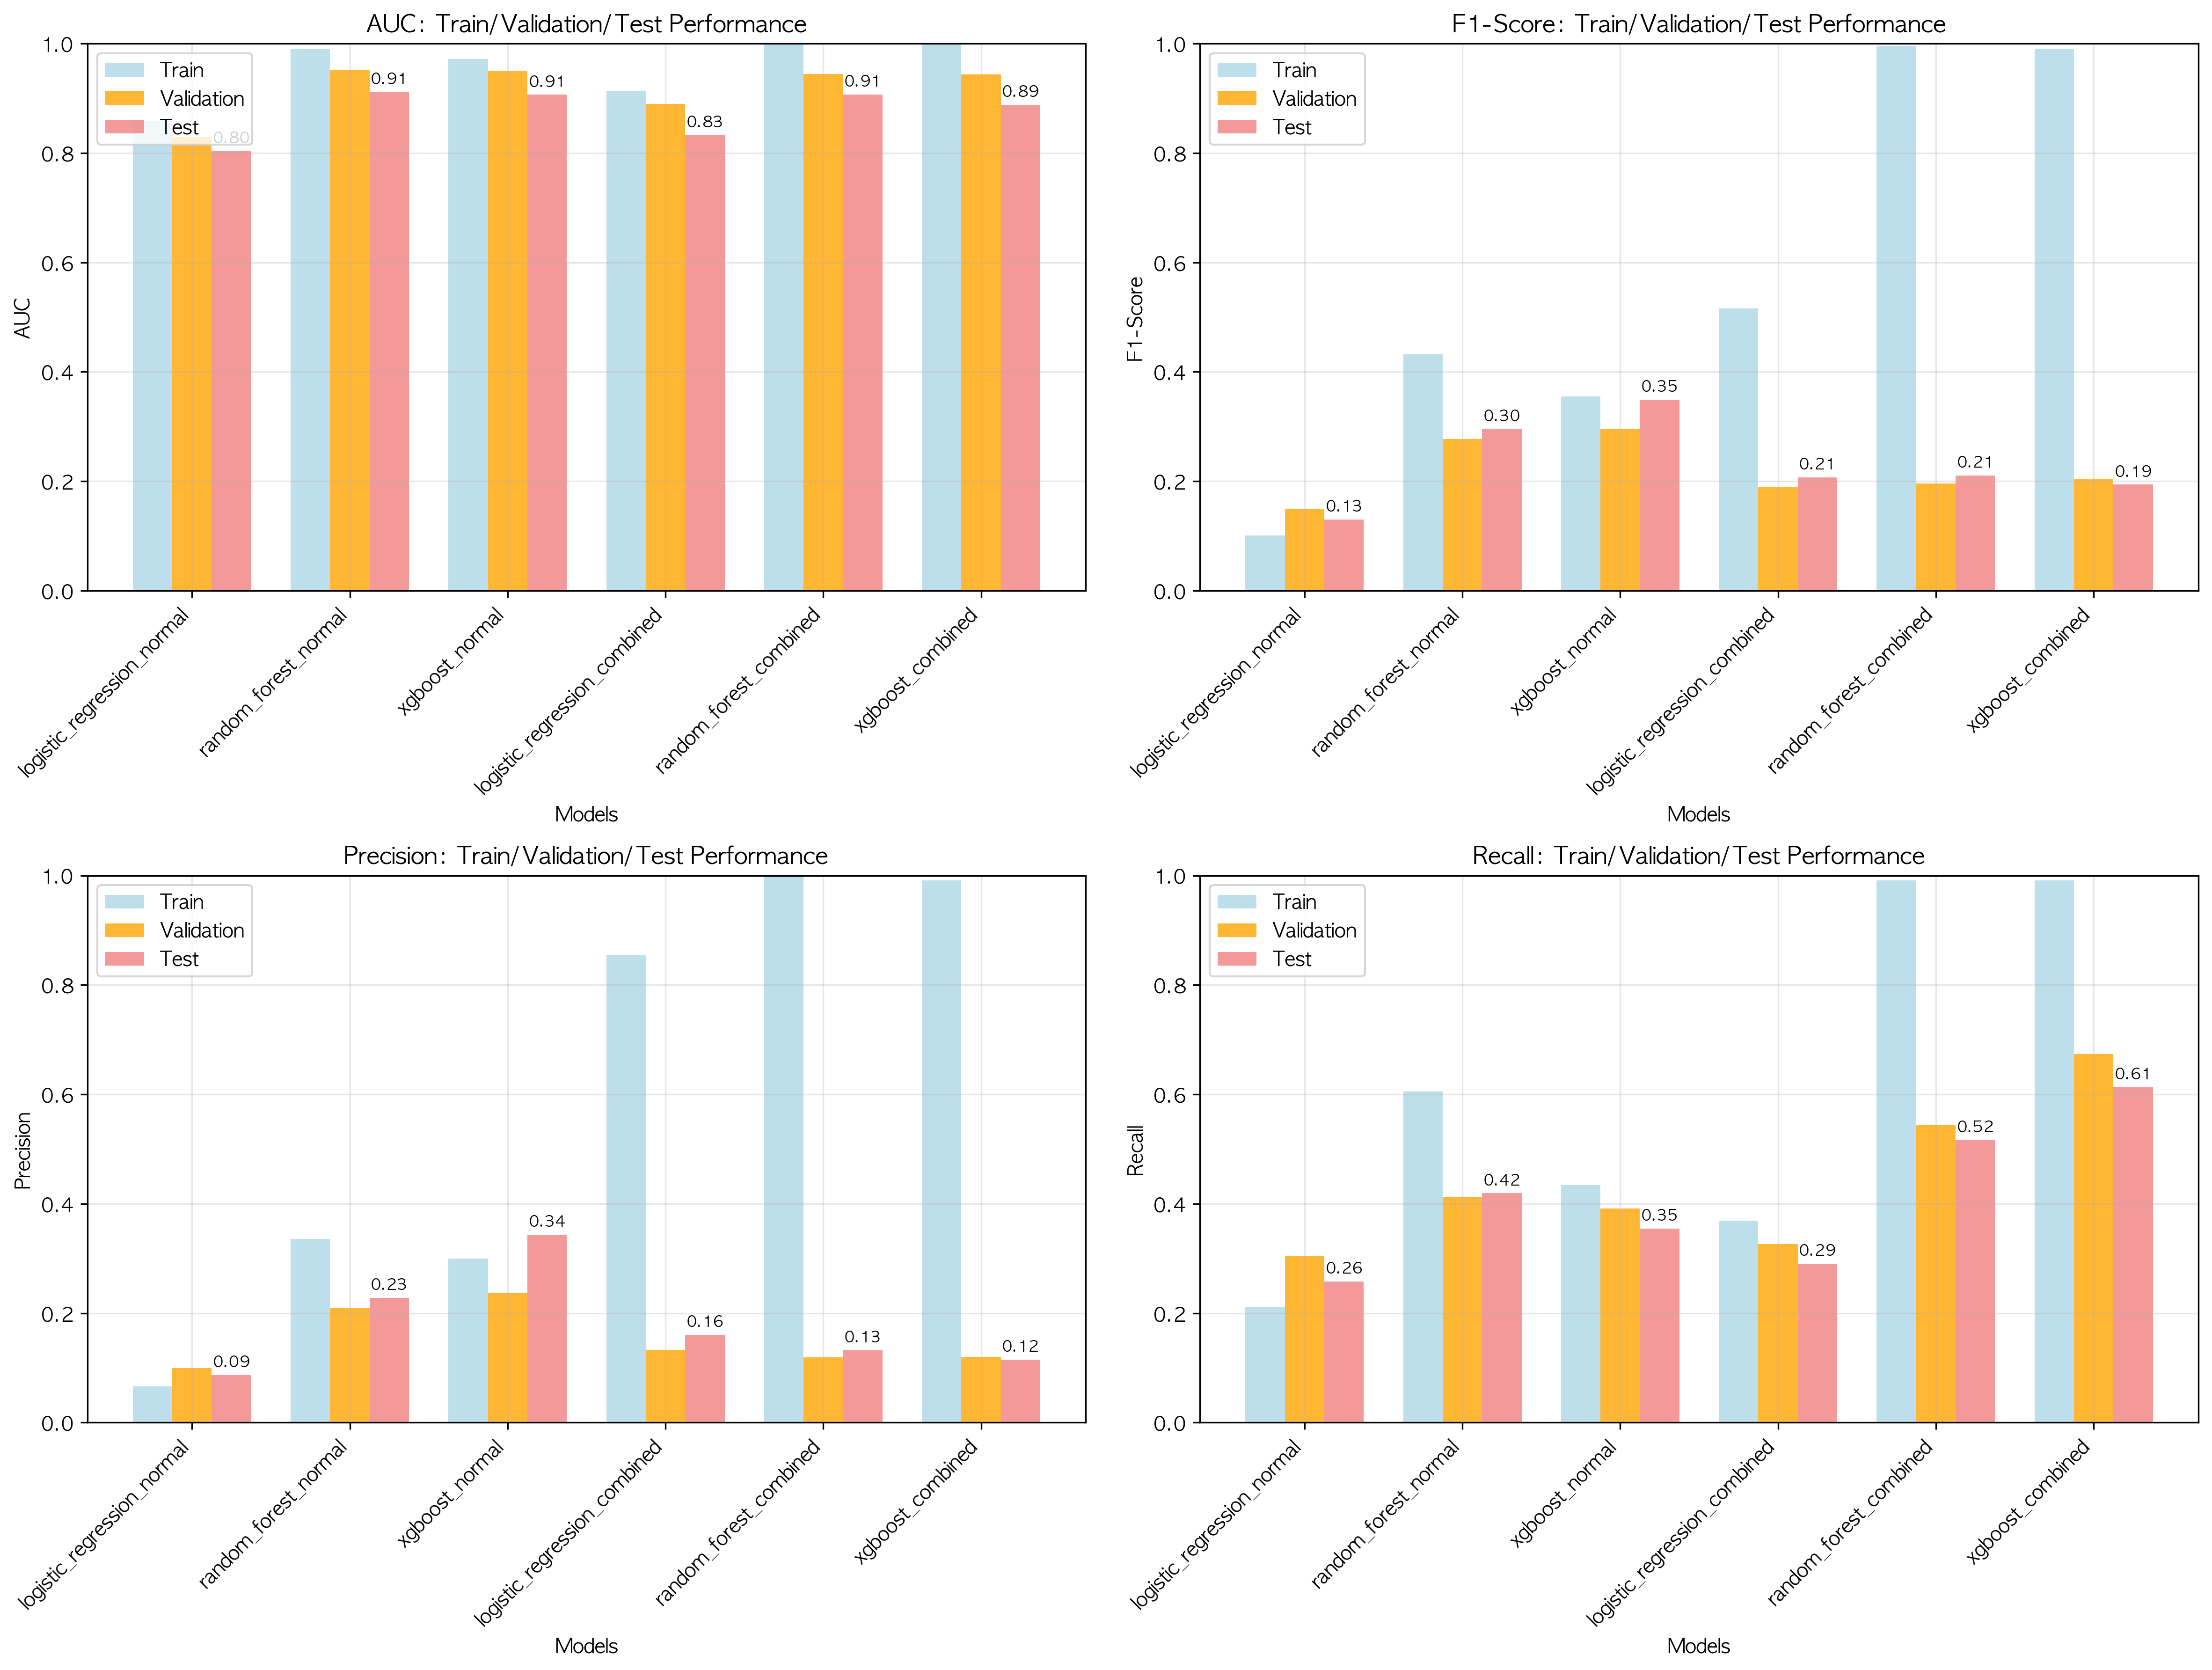 AUC: Train/Validation/Test Performance
1.0
0.8
0.6
0.4
0.2
0.0
AUC
Train
Validation
Test
0.80
0.91
0.91
0.83
0.91
0.89
logistic_regression_normal
random_forest_normal
xgboost_normal
logistic_regression_combined
random_forest_combined
xgboost_combined
Models
F1-Score: Train/Validation/Test Performance
1.0
0.8
0.6
0.4
0.2
0.0
F1-Score
Train
Validation
Test
0.13
0.30
0.35
0.21
0.21
0.19
logistic_regression_normal
random_forest_normal
xgboost_normal
logistic_regression_combined
random_forest_combined
xgboost_combined
Models
Precision: Train/Validation/Test Performance
1.0
0.8
0.6
0.4
0.2
0.0
Precision
Train
Validation
Test
0.09
0.23
0.34
0.16
0.13
0.12
logistic_regression_normal
random_forest_normal
xgboost_normal
logistic_regression_combined
random_forest_combined
xgboost_combined
Models
Recall: Train/Validation/Test Performance
1.0
0.8
0.6
0.4
0.2
0.0
Recall
Train
Validation
Test
0.26
0.42
0.35
0.29
0.52
0.61
logistic_regression_normal
random_forest_normal
xgboost_normal
logistic_regression_combined
random_forest_combined
xgboost_combined
Models